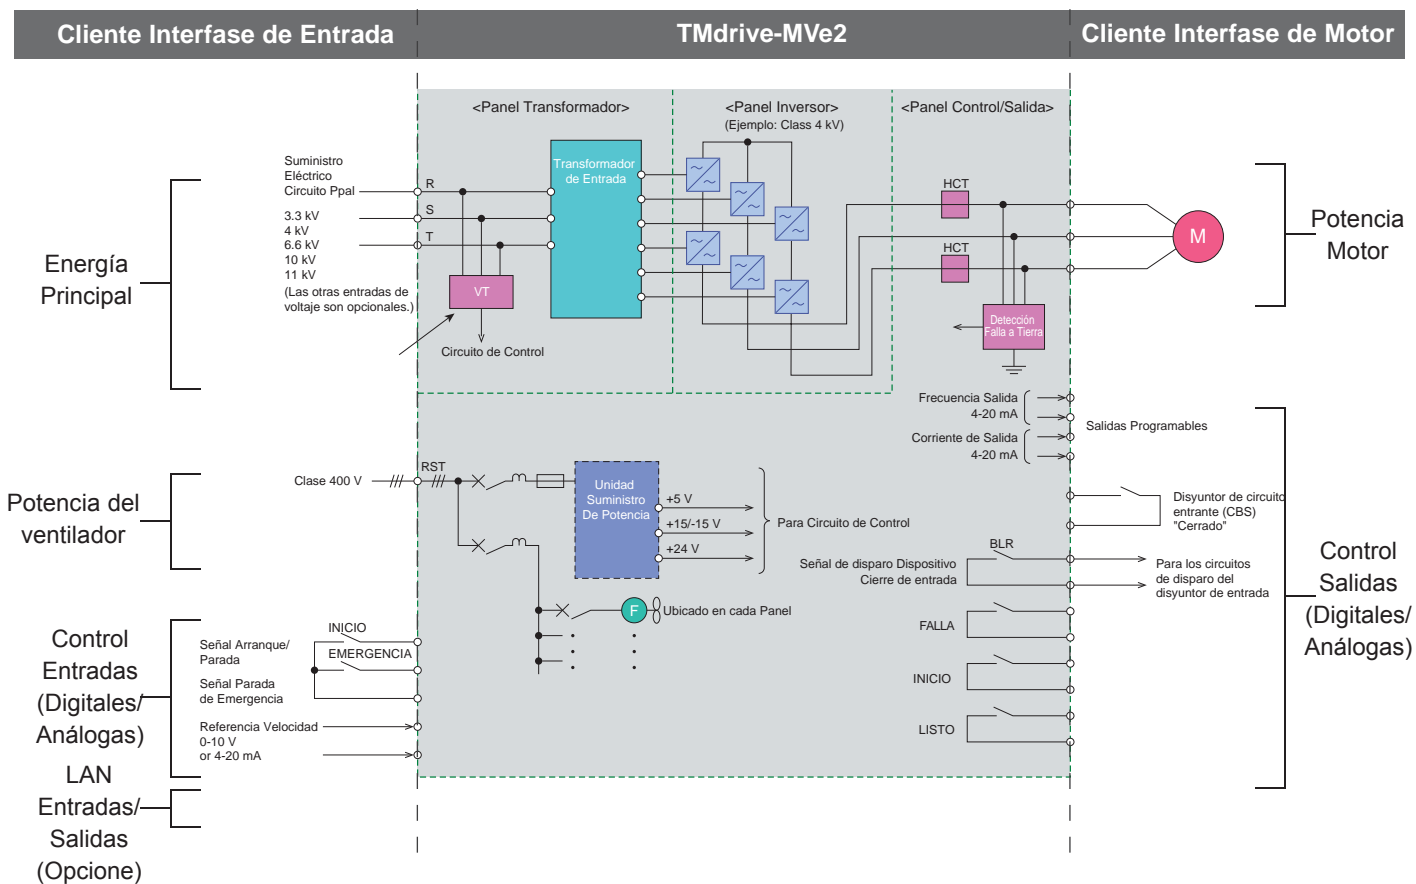 Cliente Interfase de Entrada
TMdrive-MVe2
Cliente Interfase de Motor
<Panel Transformador>
<Panel Inversor>
(Ejemplo: Class 4 kV)
<Panel Control/Salida>
Energía
Principal
Suministro
Eléctrico
Circuito Ppal
3.3 kV
4 kV
6.6 kV
10 kV
11 kV
(Las otras entradas de
voltaje son opcionales.)
R
S
T
VT
Circuito de Control
Transformador
de Entrada
HCT
HCT
Detección
Falla a Tierra
M
Potencia
Motor
Frecuencia Salida
4-20 mA
Corriente de Salida
4-20 mA
Salidas Programables
Potencia del
ventilador
Clase 400 V
RST
Unidad
Suministro
De Potencia
+5 V
+15/-15 V
+24 V
Para Circuito de Control
F
Ubicado en cada Panel
Disyuntor de circuito
entrante (CBS)
"Cerrado"
BLR
Señal de disparo Dispositivo
Cierre de entrada
Para los circuitos
de disparo del
disyuntor de entrada
FALLA
INICIO
LISTO
Control
Salidas
(Digitales/
Análogas)
Control
Entradas
(Digitales/
Análogas)
Señal Arranque/
Parada
Señal Parada
de Emergencia
INICIO
EMERGENCIA
Referencia Velocidad
0-10 V
or 4-20 mA
LAN
Entradas/
Salidas
(Opcione)